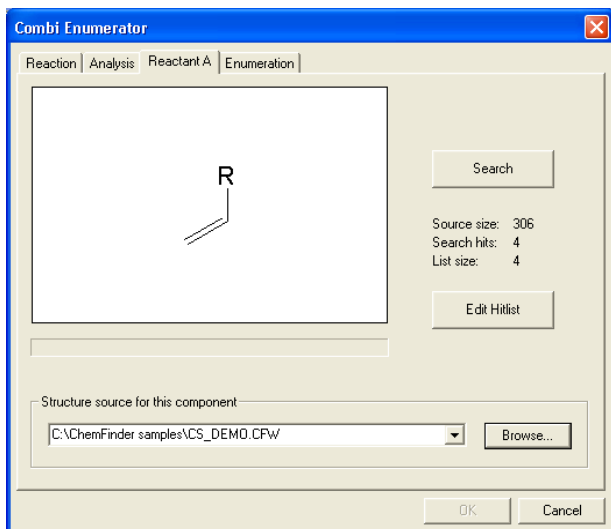 Combi Enumerator
Reaction Analysis Reactant A Enumeration
R
Search
Source size: 306
Search hits: 4
List size: 4
Edit Hitlist
Structure source for this component
C:\ChemFinder samples\CS_DEMO.CFW
Browse...
OK Cancel